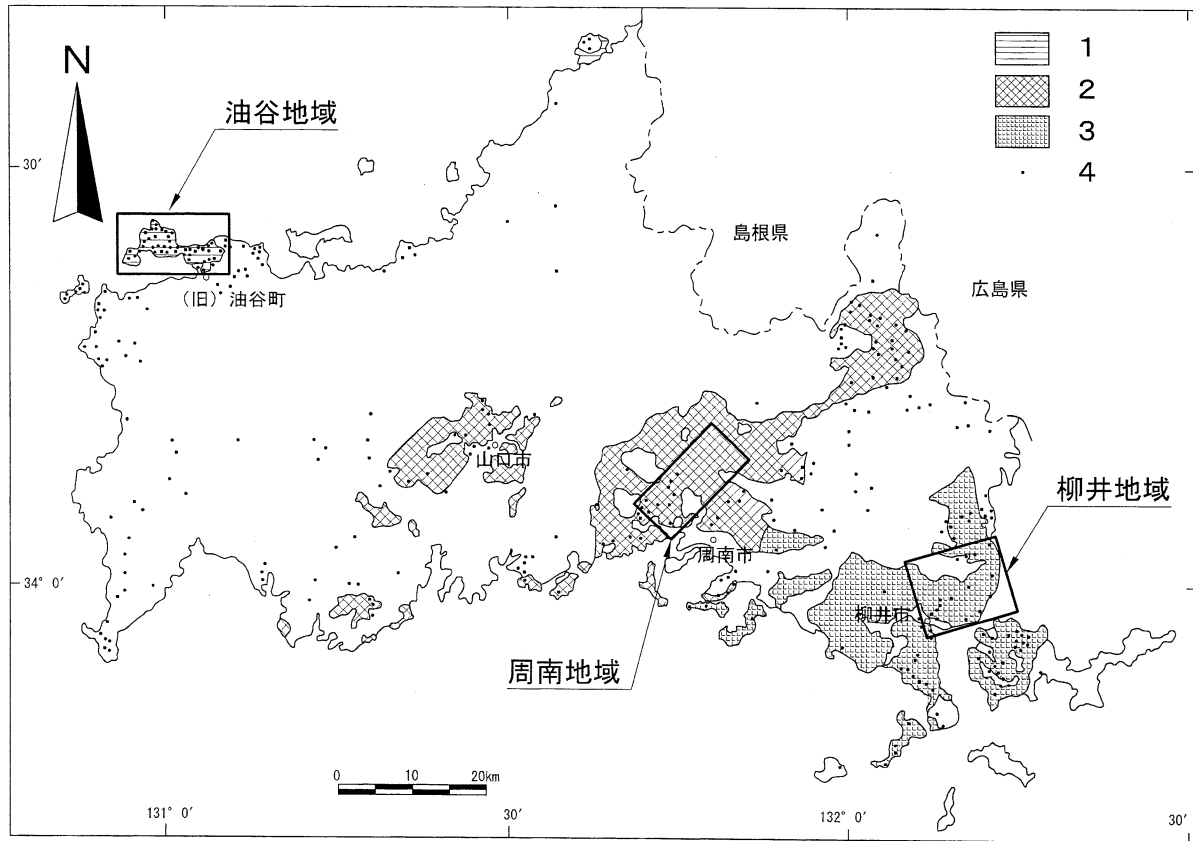 N
油谷地域
1
2
3
4
30′
島根県
広島県
(旧)油谷町
山口市
柳井地域
周南市
34° 0′
柳井市
周南地域
0 10 20km
131° 0′ 30′ 132° 0′ 30′